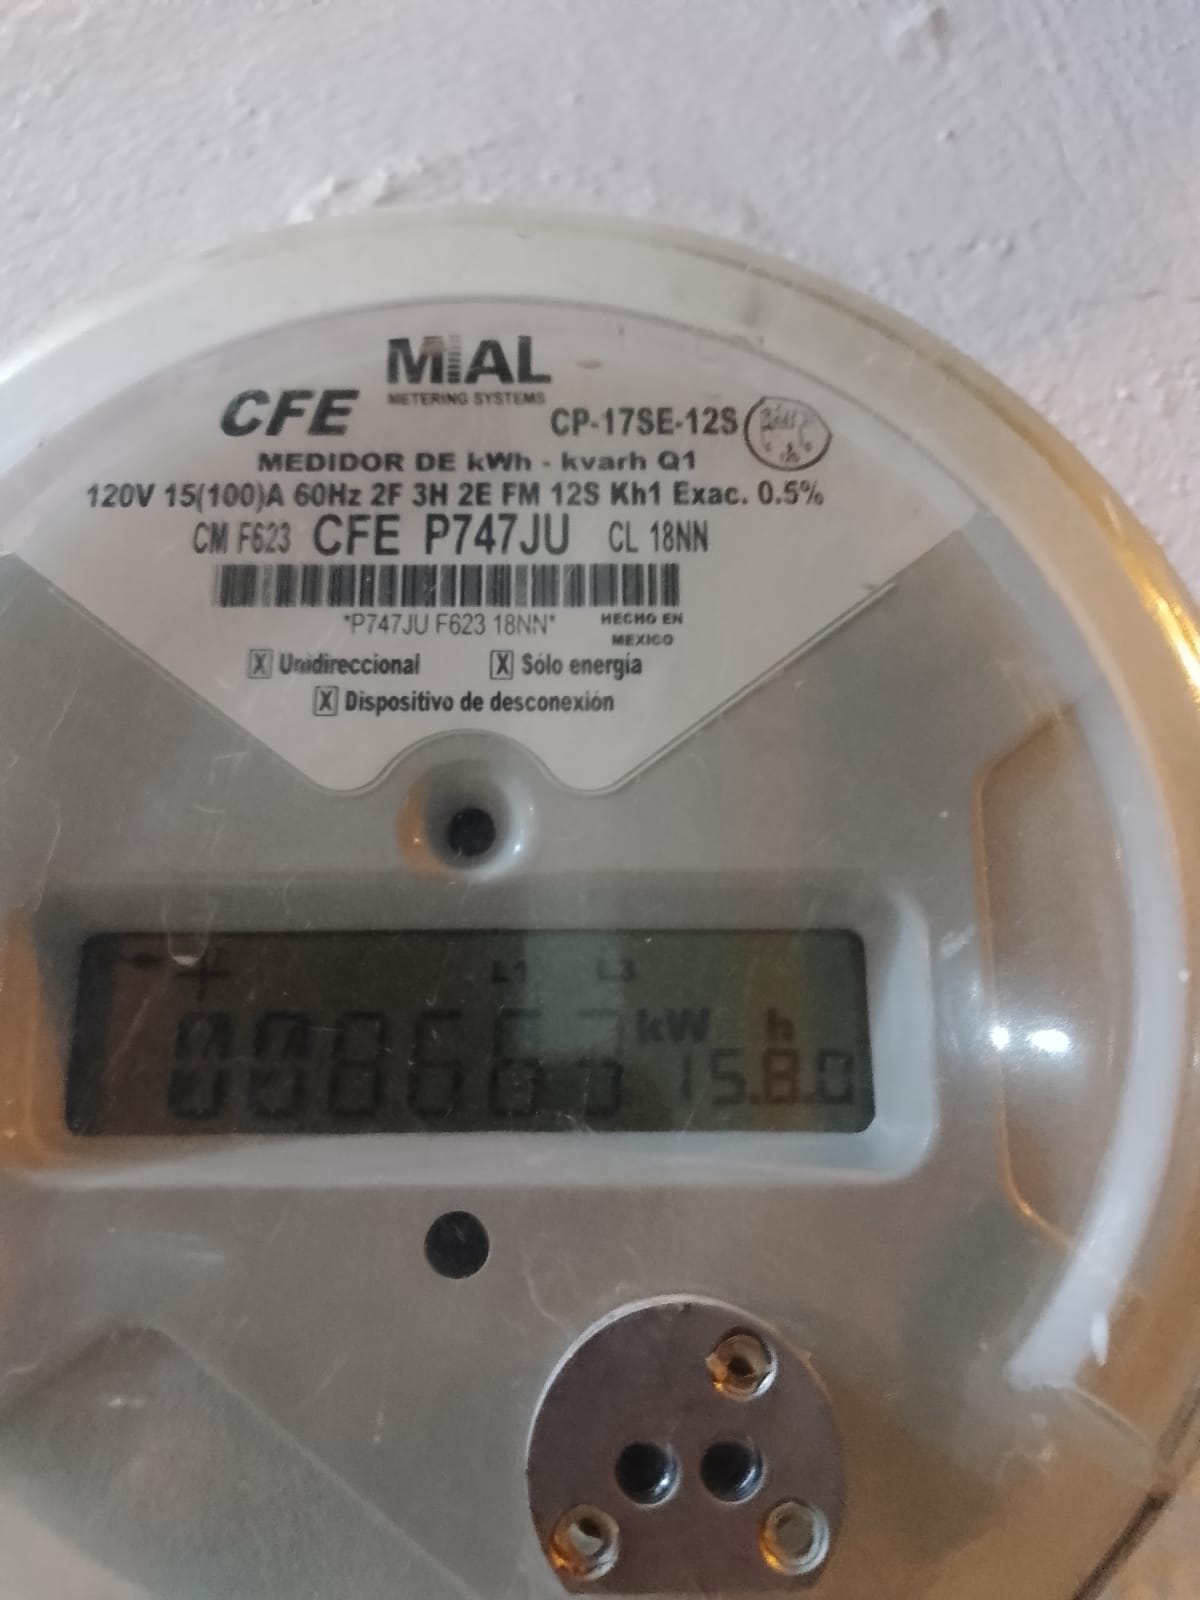 MIAL
METERING SYSTEMS
CFE
CP-17SE-12S
MEDIDOR DE kWh - kvarh Q1
120V 15(100)A 60Hz 2F 3H 2E FM 12S Kh1 Exac. 0.5%
CM F623 CFE P747JU CL 18NN
*P747JU F623 18NN*
HECHO EN
MEXICO
X Unidireccional X Sólo energía
X Dispositivo de desconexión
L1 L3
kW h
15.8.0